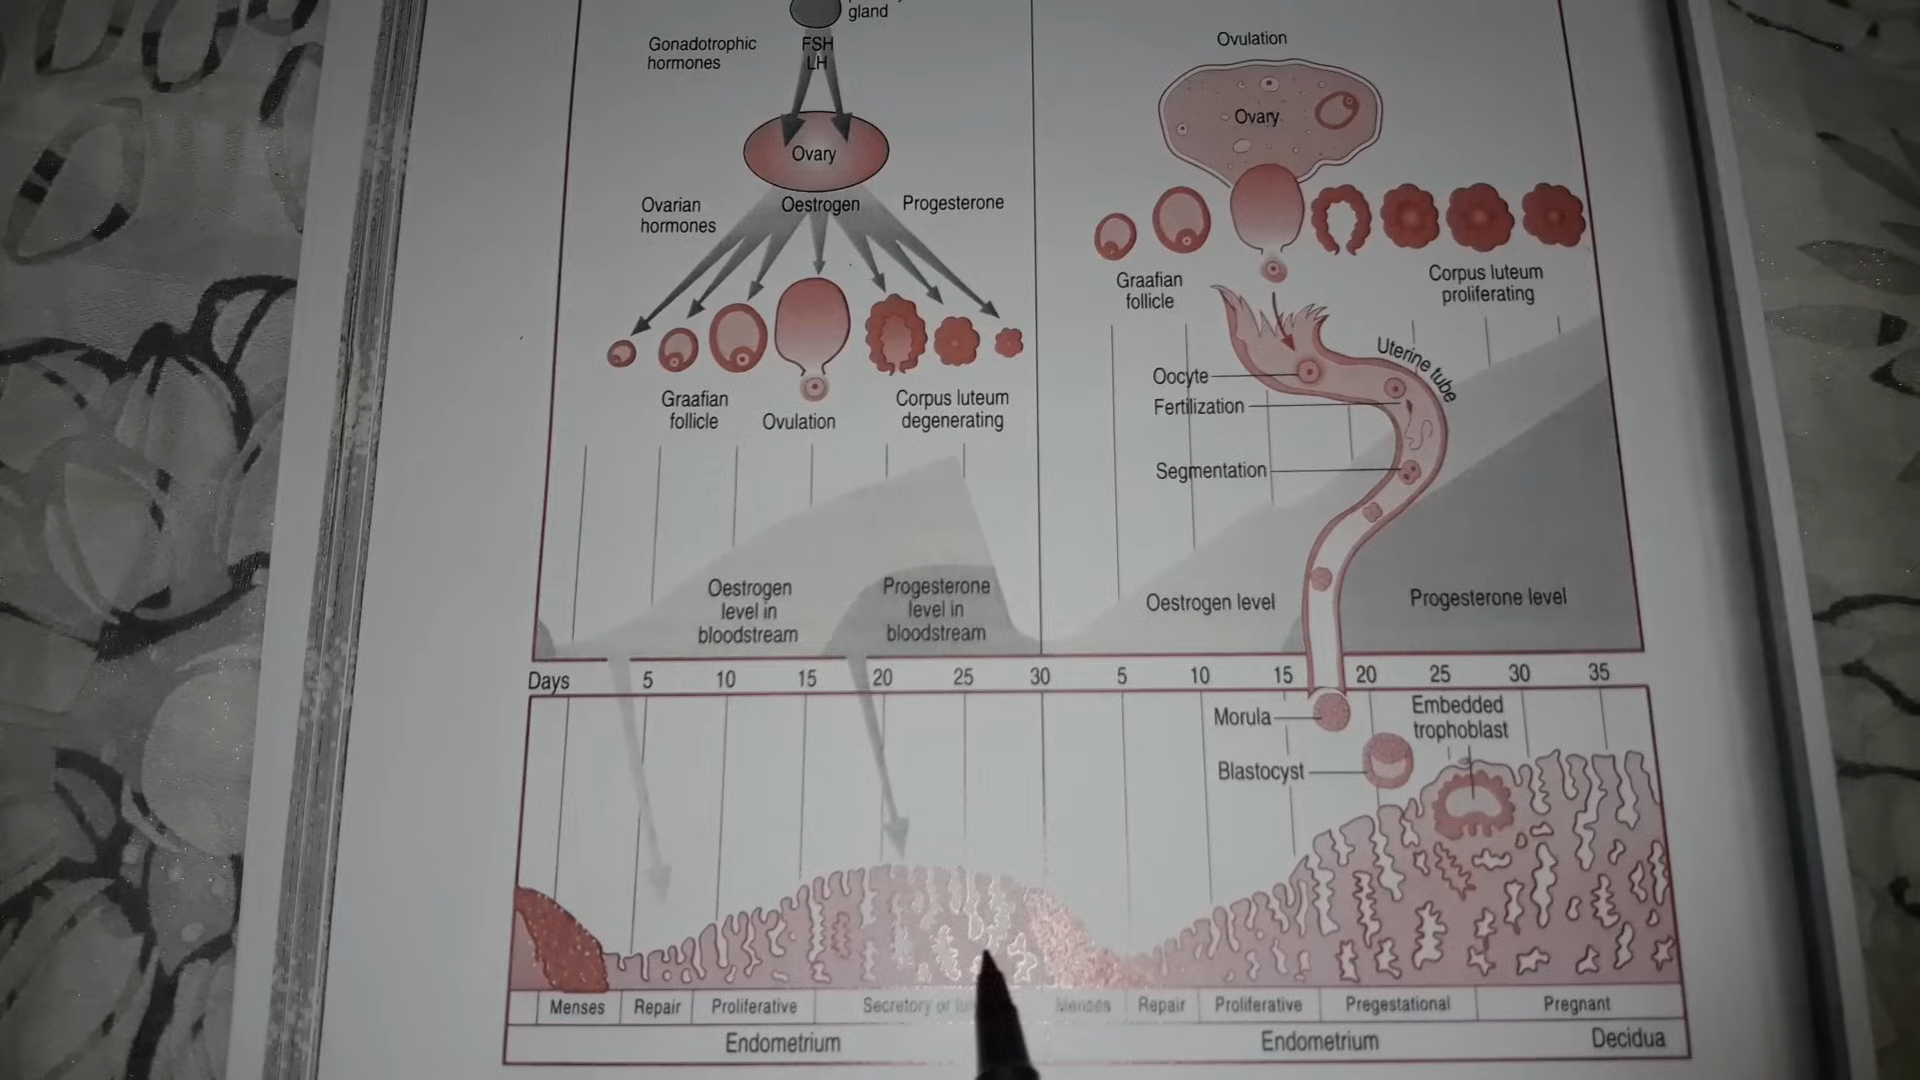 gland
Gonadotrophic
hormones
FSH
LH
Ovary
Ovarian
hormones
Oestrogen
Progesterone
Graafian
follicle
Ovulation
Corpus luteum
degenerating
Oestrogen
level in
bloodstream
Progesterone
level in
bloodstream
Ovulation
Ovary
Graafian
follicle
Corpus luteum
proliferating
Uterine tube
Oocyte
Fertilization
Segmentation
Oestrogen level
Progesterone level
Days 5 10 15 20 25 30 5 10 15 20 25 30 35
Morula
Embedded
trophoblast
Blastocyst
Menses Repair Proliferative Secretory or Menses Repair Proliferative Pregestational Pregnant
Endometrium Endometrium Decidua